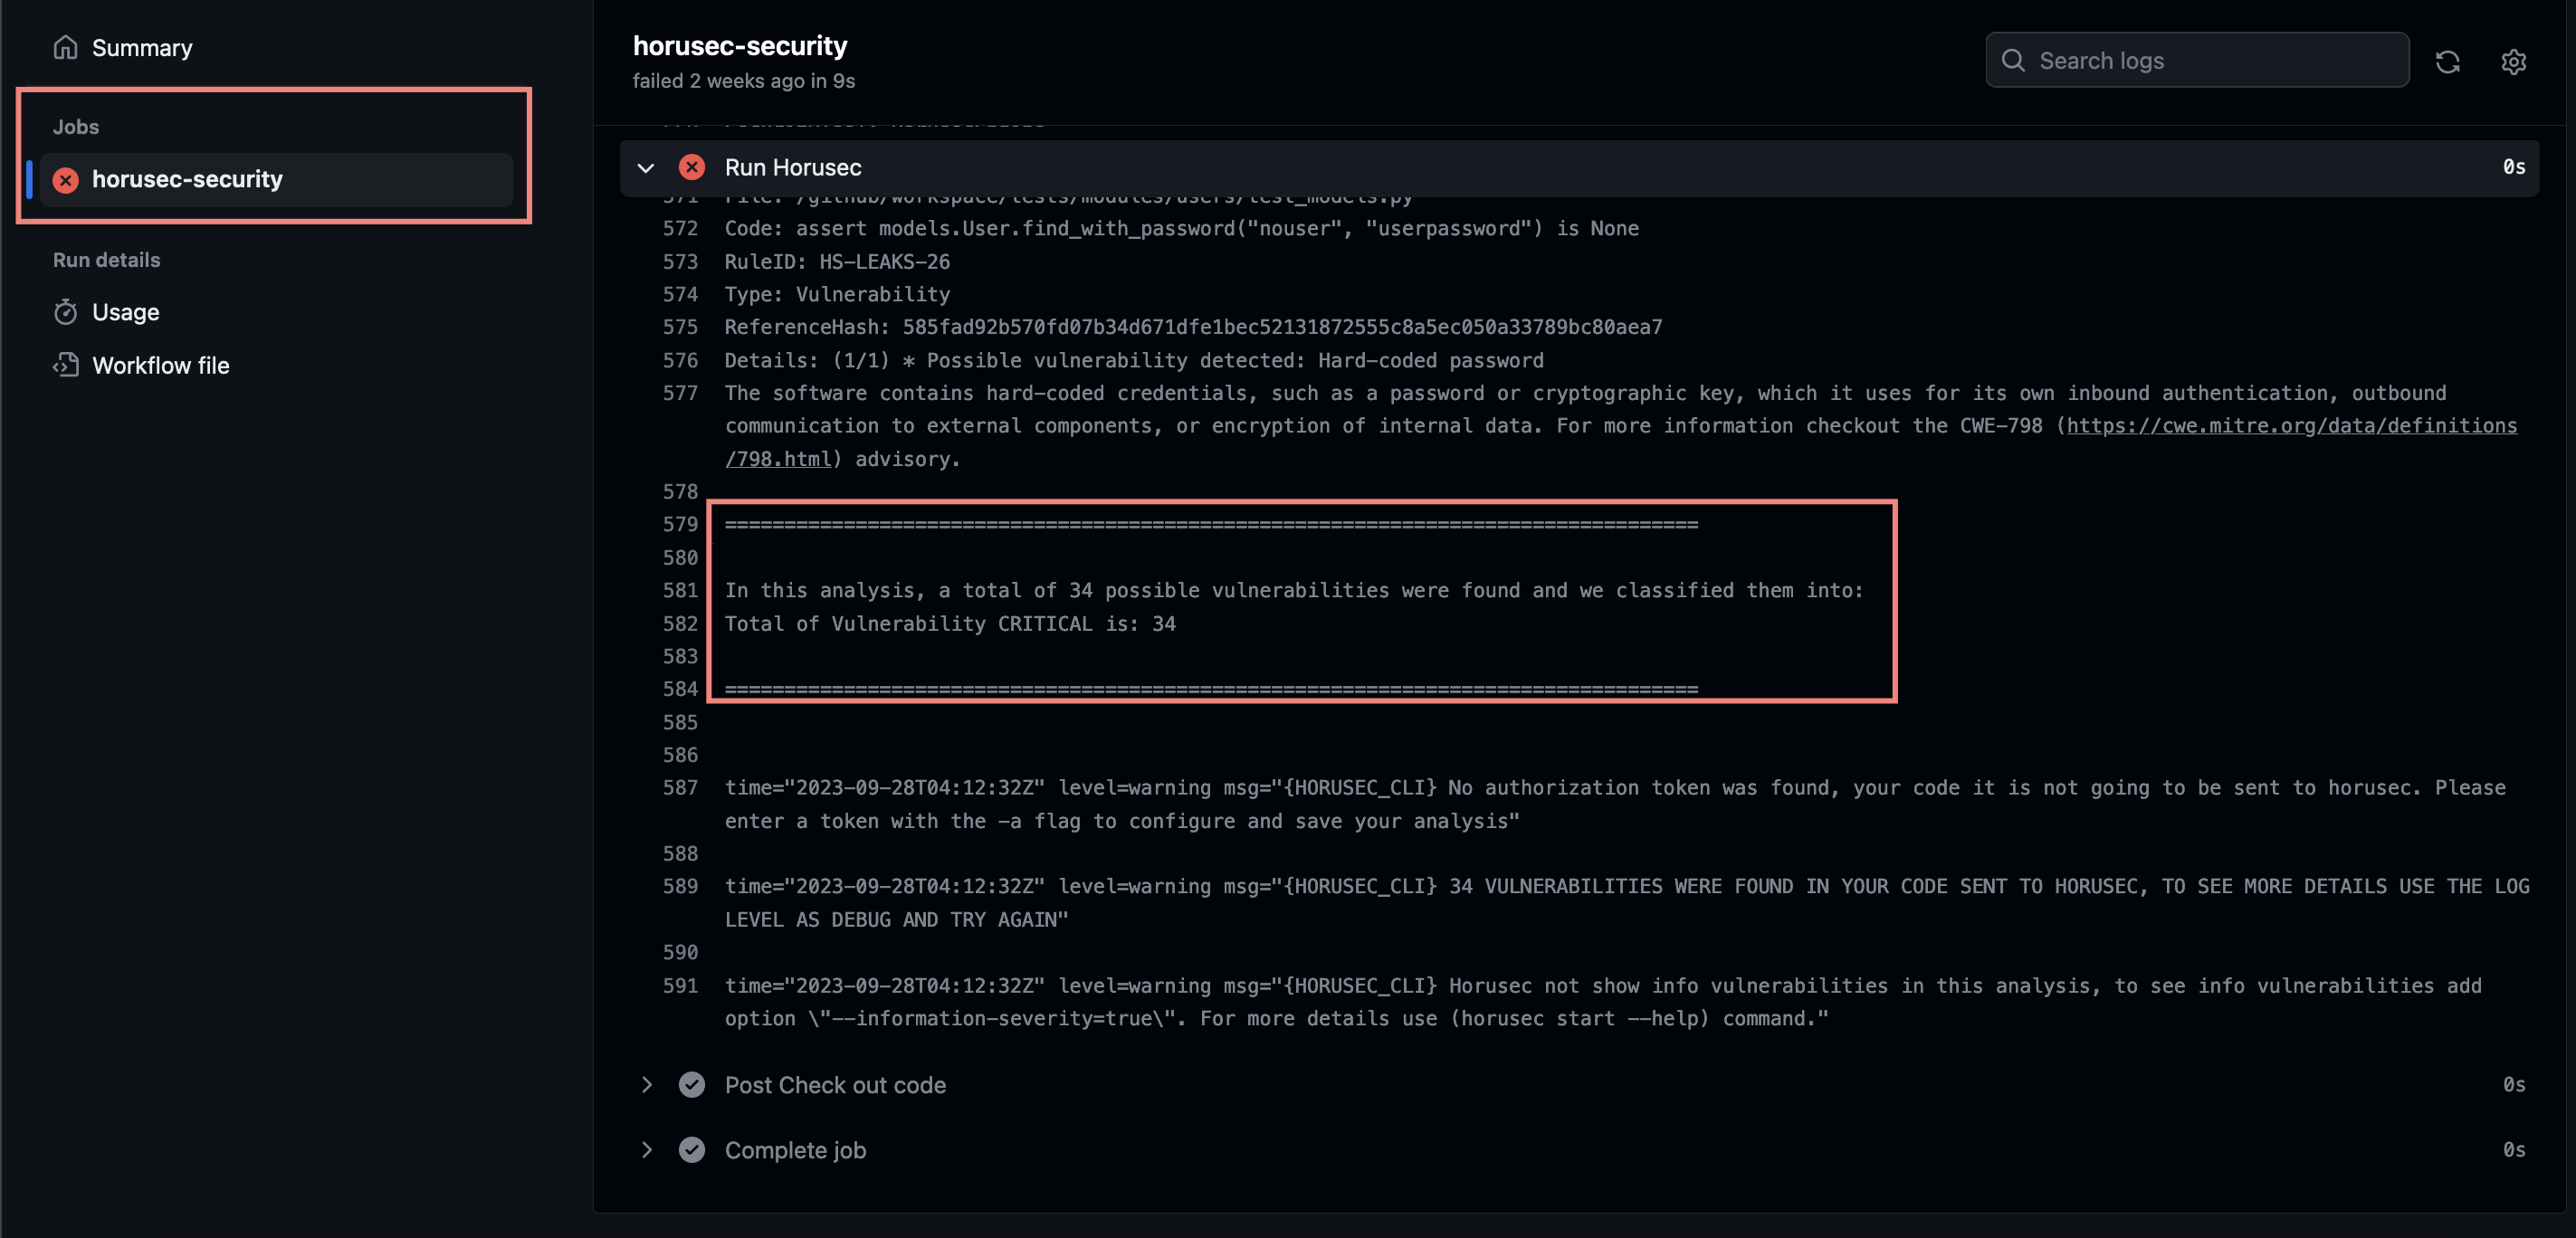 Summary
Jobs
horusec-security
Run details
Usage
Workflow file
horusec-security
failed 2 weeks ago in 9s
Search logs
Run Horusec
0s
571 File: /github/workspace/tests/modules/users/test_models.py
572 Code: assert models.User.find_with_password("nouser", "userpassword") is None
573 RuleID: HS-LEAKS-26
574 Type: Vulnerability
575 ReferenceHash: 585fad92b570fd07b34d671dfe1bec52131872555c8a5ec050a33789bc80aea7
576 Details: (1/1) * Possible vulnerability detected: Hard-coded password
577 The software contains hard-coded credentials, such as a password or cryptographic key, which it uses for its own inbound authentication, outbound
communication to external components, or encryption of internal data. For more information checkout the CWE-798 (https://cwe.mitre.org/data/definitions
/798.html) advisory.
578
579 ==================================================================================
580
581 In this analysis, a total of 34 possible vulnerabilities were found and we classified them into:
582 Total of Vulnerability CRITICAL is: 34
583
584 ==================================================================================
585
586
587 time="2023-09-28T04:12:32Z" level=warning msg="{HORUSEC_CLI} No authorization token was found, your code it is not going to be sent to horusec. Please
enter a token with the -a flag to configure and save your analysis"
588
589 time="2023-09-28T04:12:32Z" level=warning msg="{HORUSEC_CLI} 34 VULNERABILITIES WERE FOUND IN YOUR CODE SENT TO HORUSEC, TO SEE MORE DETAILS USE THE LOG
LEVEL AS DEBUG AND TRY AGAIN"
590
591 time="2023-09-28T04:12:32Z" level=warning msg="{HORUSEC_CLI} Horusec not show info vulnerabilities in this analysis, to see info vulnerabilities add
option \"--information-severity=true\". For more details use (horusec start --help) command."
Post Check out code
0s
Complete job
0s